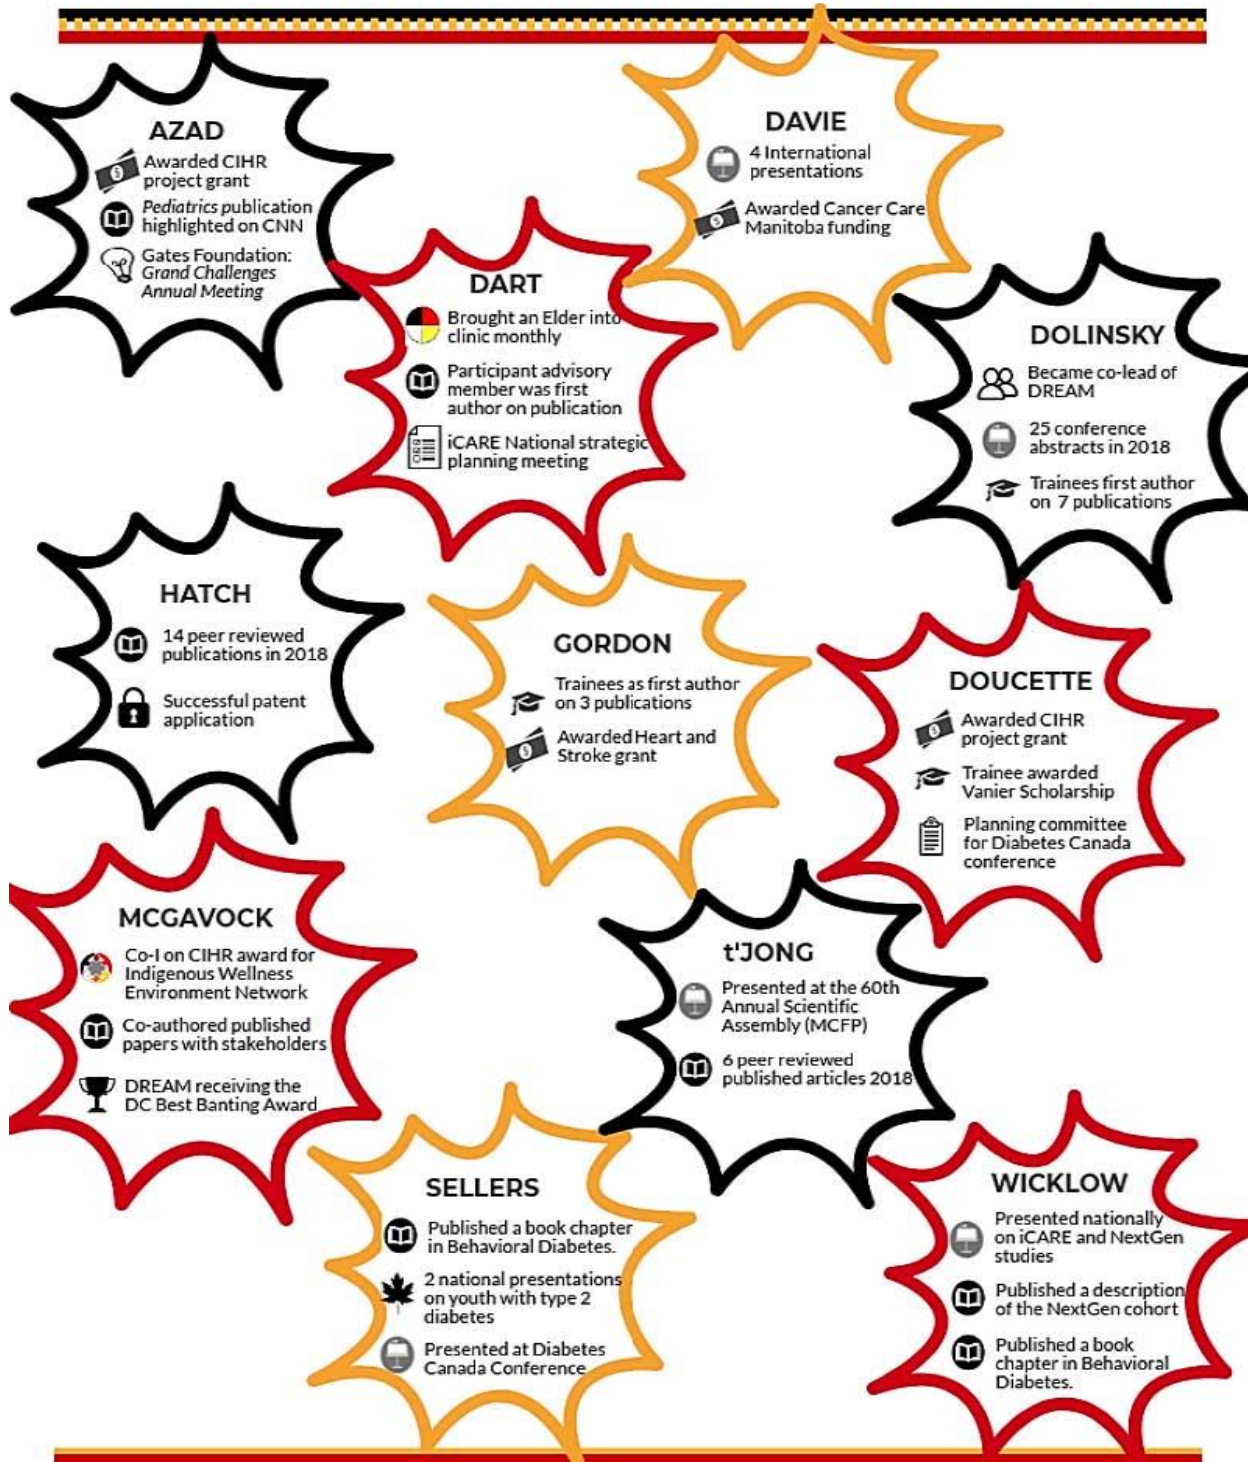 AZAD
Awarded CIHR
project grant
Pediatrics publication
highlighted on CNN
Gates Foundation:
Grand Challenges
Annual Meeting
DAVIE
4 International
presentations
Awarded Cancer Care
Manitoba funding
DART
Brought an Elder into
clinic monthly
Participant advisory
member was first
author on publication
iCARE National strategic
planning meeting
DOLINSKY
Became co-lead of
DREAM
25 conference
abstracts in 2018
Trainees first author
on 7 publications
HATCH
14 peer reviewed
publications in 2018
Successful patent
application
GORDON
Trainees as first author
on 3 publications
Awarded Heart and
Stroke grant
DOUCETTE
Awarded CIHR
project grant
Trainee awarded
Vanier Scholarship
Planning committee
for Diabetes Canada
conference
MCGAVOCK
Co-I on CIHR award for
Indigenous Wellness
Environment Network
Co-authored published
papers with stakeholders
DREAM receiving the
DC Best Banting Award
t'JONG
Presented at the 60th
Annual Scientific
Assembly (MCFP)
6 peer reviewed
published articles 2018
SELLERS
Published a book chapter
in Behavioral Diabetes.
2 national presentations
on youth with type 2
diabetes
Presented at Diabetes
Canada Conference
WICKLOW
Presented nationally
on iCARE and NextGen
studies
Published a description
of the NextGen cohort
Published a book
chapter in Behavioral
Diabetes.